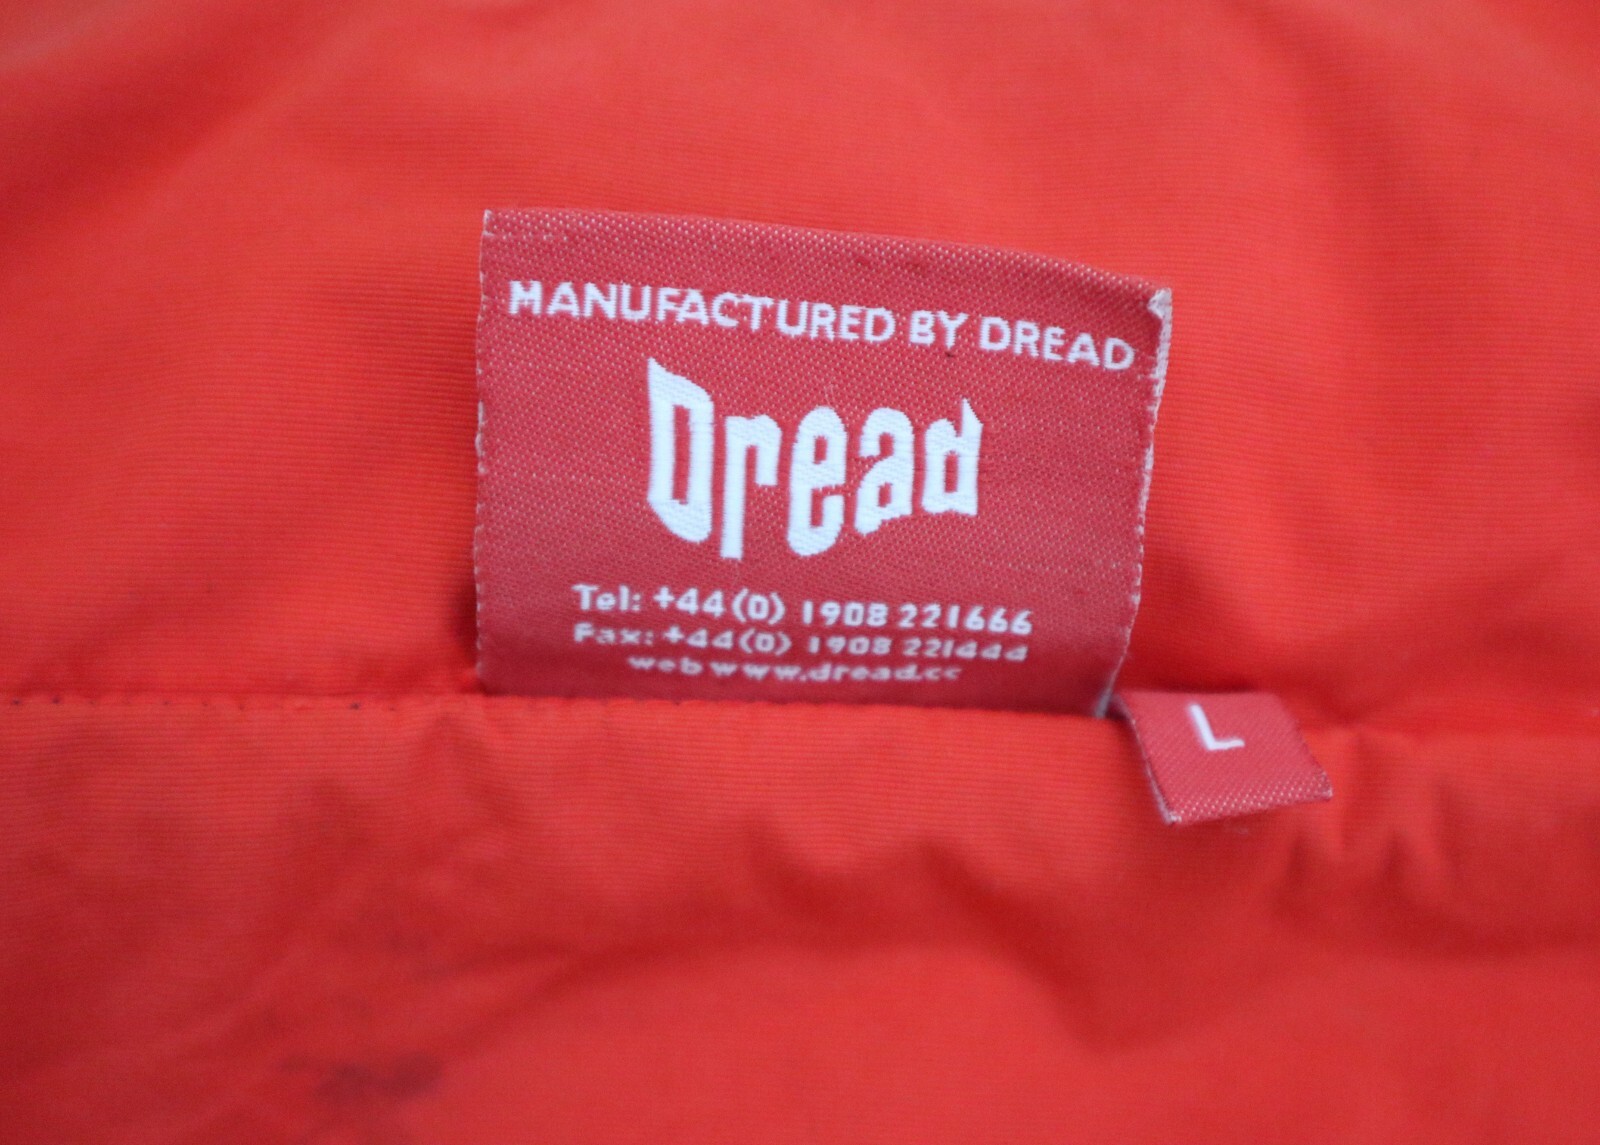 MANUFACTURED BY DREAD
Dread
Tel: +44(0) 1908 221666
Fax: +44(0) 1908 221444
web www.dread.cc
L